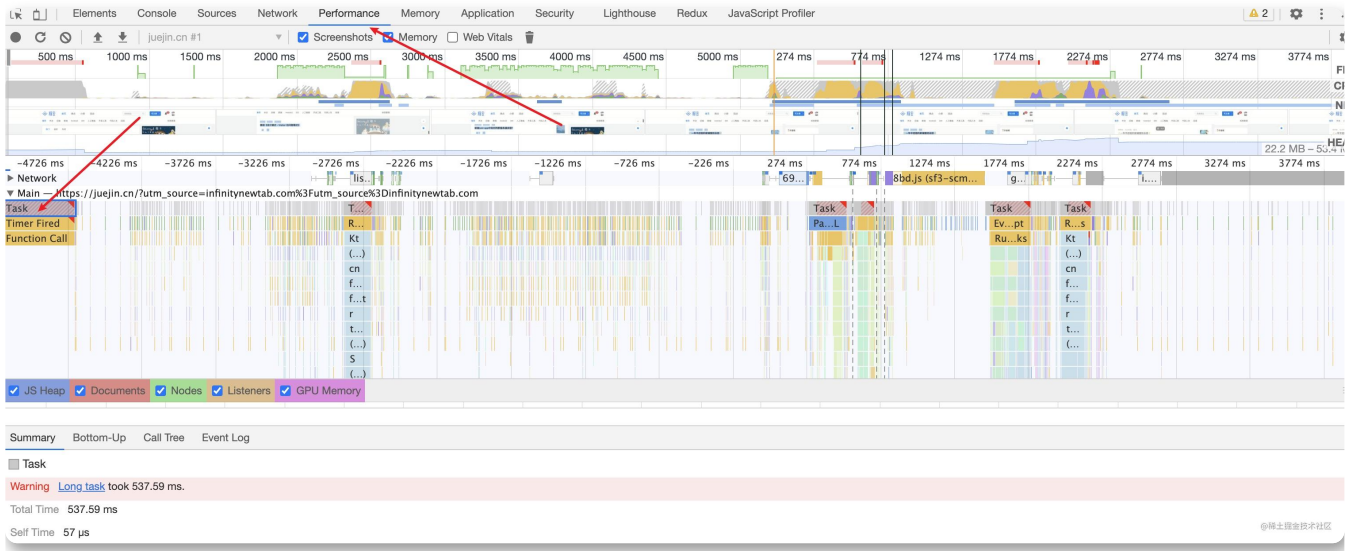 Elements Console Sources Network Performance Memory Application Security Lighthouse Redux JavaScript Profiler 2
juejin.cn #1 Screenshots Memory Web Vitals
500 ms 1000 ms 1500 ms 2000 ms 2500 ms 3000 ms 3500 ms 4000 ms 4500 ms 5000 ms 274 ms 774 ms 1274 ms 1774 ms 2274 ms 2774 ms 3274 ms 3774 ms
HEA
22.2 MB – 53.4 M
-4726 ms -4226 ms -3726 ms -3226 ms -2726 ms -2226 ms -1726 ms -1226 ms -726 ms -226 ms 274 ms 774 ms 1274 ms 1774 ms 2274 ms 2774 ms 3274 ms 3774 ms
Network lis... 69... 8bd.js (sf3-scm... g... i....
Main — https://juejin.cn/?utm_source=infinitynewtab.com%3Futm_source%3Dinfinitynewtab.com
Task T... Task Task Task
Timer Fired R... Pa...L Ev...pt R...s
Function Call Kt Ru...ks Kt
(...) (...)
cn cn
f... f...
f...t f...
r r
t... t...
(...) (...
S
(...)
JS Heap Documents Nodes Listeners GPU Memory
Summary Bottom-Up Call Tree Event Log
Task
Warning Long task took 537.59 ms.
Total Time 537.59 ms
Self Time 57 μs
@稀土掘金技术社区